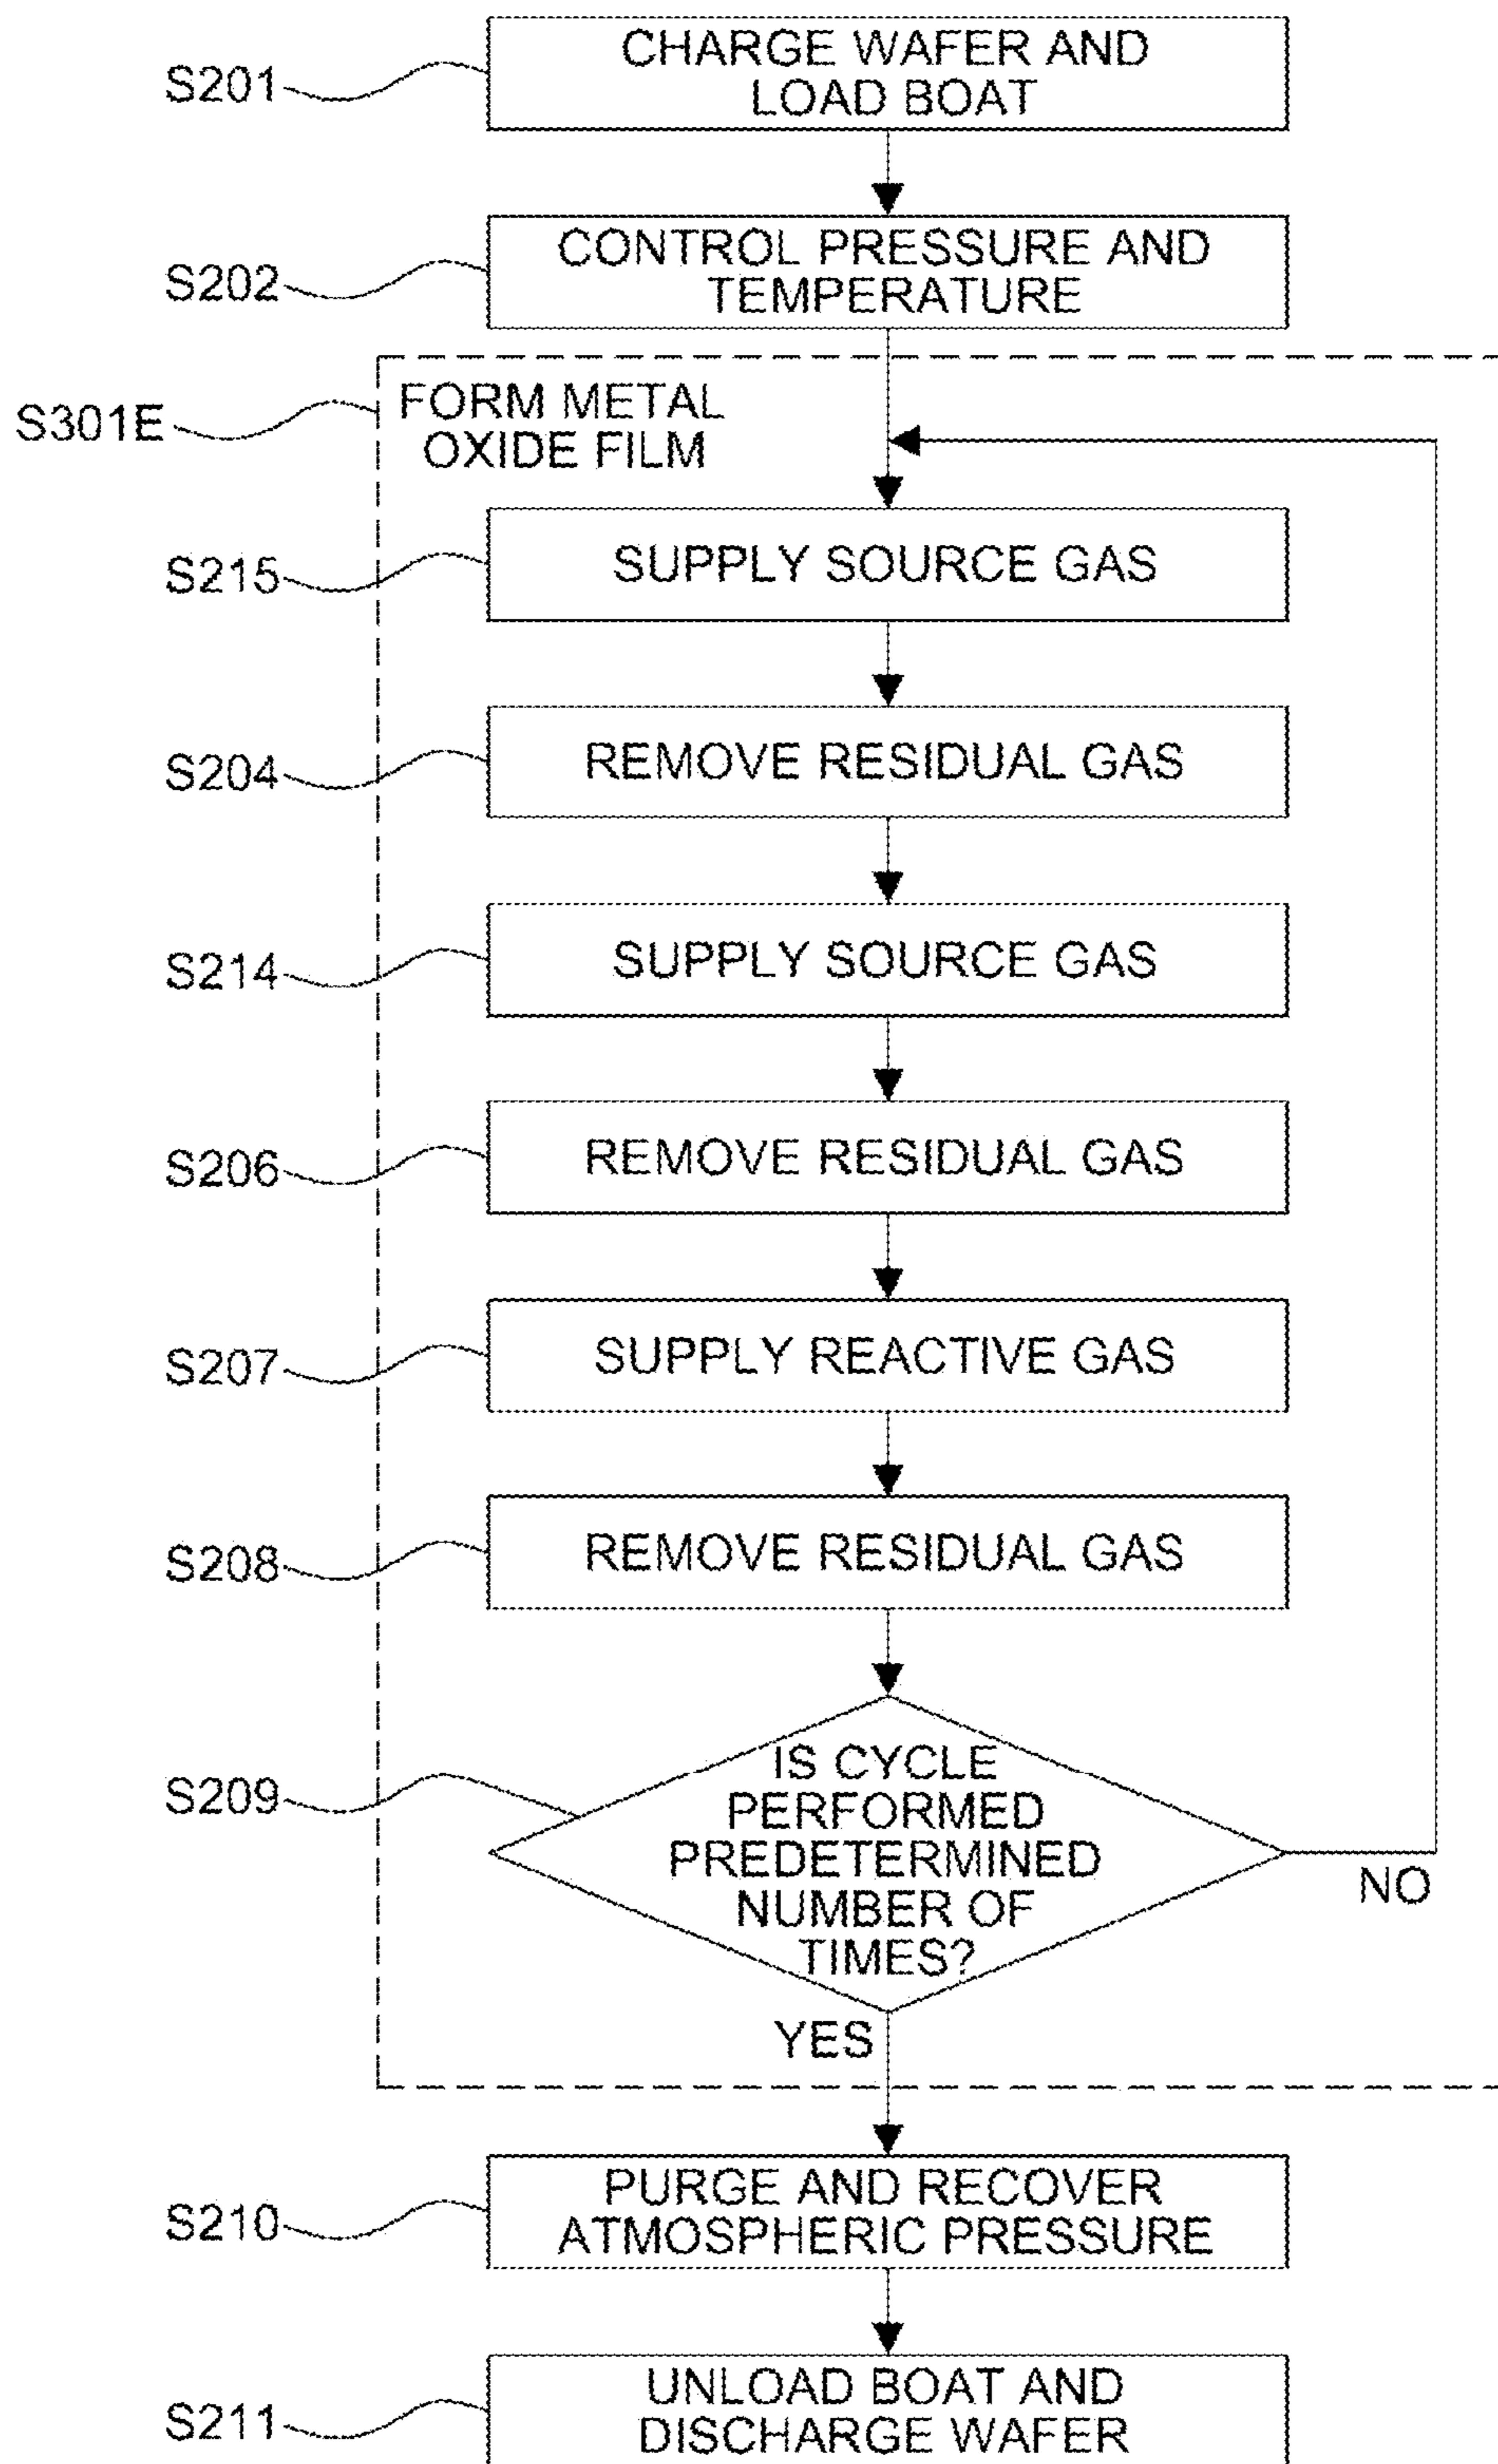 S201
CHARGE WAFER AND
LOAD BOAT
S202
CONTROL PRESSURE AND
TEMPERATURE
S301E
FORM METAL
OXIDE FILM
S215
SUPPLY SOURCE GAS
S204
REMOVE RESIDUAL GAS
S214
SUPPLY SOURCE GAS
S206
REMOVE RESIDUAL GAS
S207
SUPPLY REACTIVE GAS
S208
REMOVE RESIDUAL GAS
S209
IS CYCLE
PERFORMED
PREDETERMINED
NUMBER OF
TIMES?
NO
YES
S210
PURGE AND RECOVER
ATMOSPHERIC PRESSURE
S211
UNLOAD BOAT AND
DISCHARGE WAFER